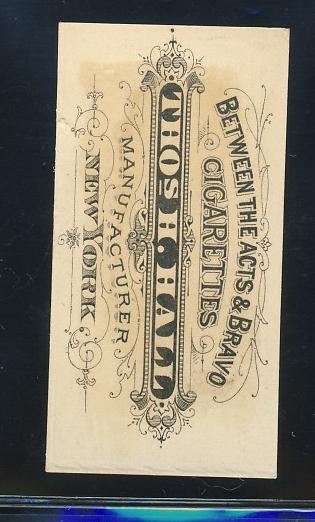 BETWEEN THE ACTS & BRAVO
CIGARETTES
THOS. H. HALL
MANUFACTURER
NEW YORK